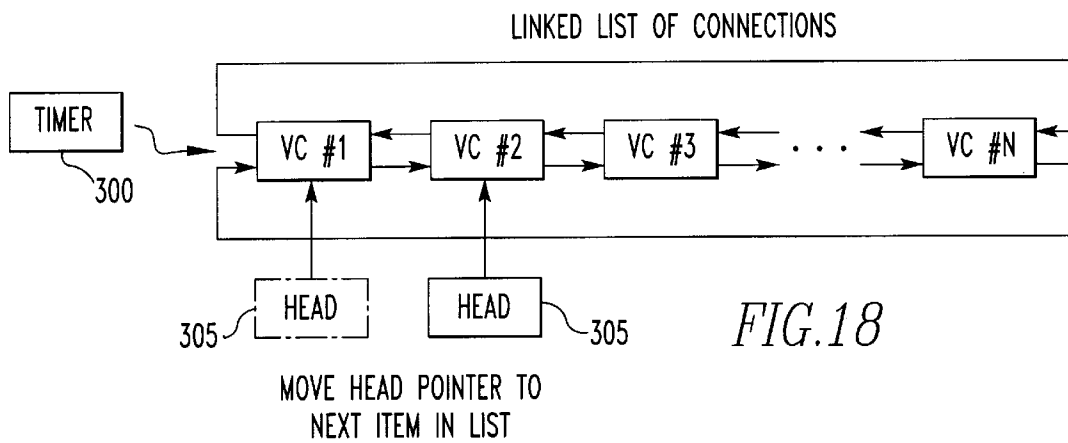 LINKED LIST OF CONNECTIONS
TIMER
300
VC #1
VC #2
VC #3
. . .
VC #N
HEAD
305
HEAD
305
FIG.18
MOVE HEAD POINTER TO
NEXT ITEM IN LIST